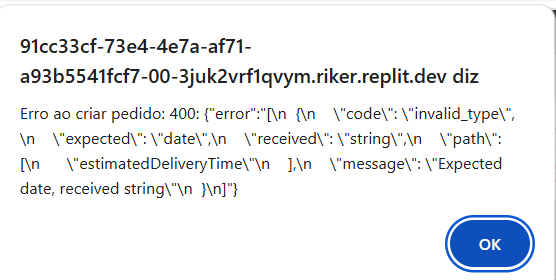 91cc33cf-73e4-4e7a-af71-
a93b5541fcf7-00-3juk2vrf1qvym.riker.replit.dev diz
Erro ao criar pedido: 400: {"error":"[\n  {\n    \"code\": \"invalid_type\",
\n    \"expected\": \"date\",\n    \"received\": \"string\",\n    \"path\":
[\n      \"estimatedDeliveryTime\"\n    ],\n    \"message\": \"Expected
date, received string\"\n  }\n]"}
OK